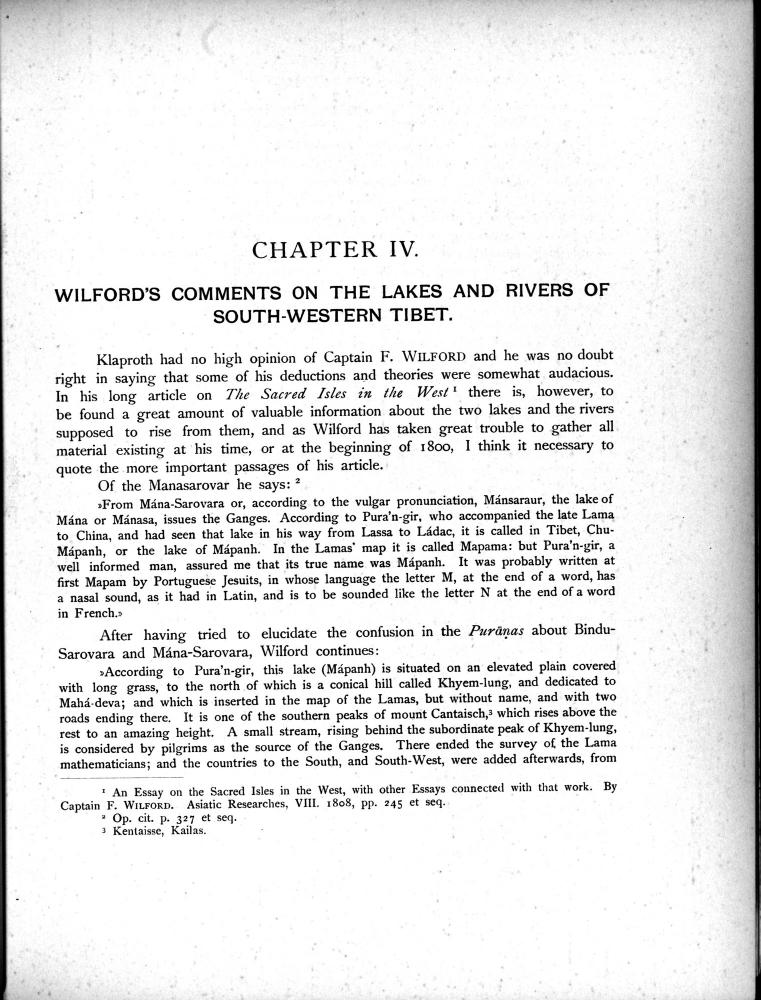 CHAPTER IV.
WILFORD'S COMMENTS ON THE LAKES AND RIVERS OF
SOUTH-WESTERN TIBET.
Klaproth had no high opinion of Captain F. WILFORD and he was no doubt
right in saying that some of his deductions and theories were somewhat audacious.
In his long article on The Sacred Isles in the West ¹ there is, however, to
be found a great amount of valuable information about the two lakes and the rivers
supposed to rise from them, and as Wilford has taken great trouble to gather all
material existing at his time, or at the beginning of 1800, I think it necessary to
quote the more important passages of his article.
Of the Manasarovar he says: ²
»From Mána-Sarovara or, according to the vulgar pronunciation, Mánsaraur, the lake of
Mána or Mánasa, issues the Ganges. According to Pura'n-gir, who accompanied the late Lama
to China, and had seen that lake in his way from Lassa to Ládac, it is called in Tibet, Chu-
Mápanh, or the lake of Mápanh. In the Lamas' map it is called Mapama: but Pura'n-gir, a
well informed man, assured me that its true name was Mápanh. It was probably written at
first Mapam by Portuguese Jesuits, in whose language the letter M, at the end of a word, has
a nasal sound, as it had in Latin, and is to be sounded like the letter N at the end of a word
in French.»
After having tried to elucidate the confusion in the Purāṇas about Bindu-
Sarovara and Mána-Sarovara, Wilford continues:
»According to Pura'n-gir, this lake (Mápanh) is situated on an elevated plain covered
with long grass, to the north of which is a conical hill called Khyem-lung, and dedicated to
Mahá-deva; and which is inserted in the map of the Lamas, but without name, and with two
roads ending there. It is one of the southern peaks of mount Cantaisch,³ which rises above the
rest to an amazing height. A small stream, rising behind the subordinate peak of Khyem-lung,
is considered by pilgrims as the source of the Ganges. There ended the survey of the Lama
mathematicians; and the countries to the South, and South-West, were added afterwards, from
¹ An Essay on the Sacred Isles in the West, with other Essays connected with that work. By
Captain F. WILFORD. Asiatic Researches, VIII. 1808, pp. 245 et seq.
² Op. cit. p. 327 et seq.
³ Kentaisse, Kailas.